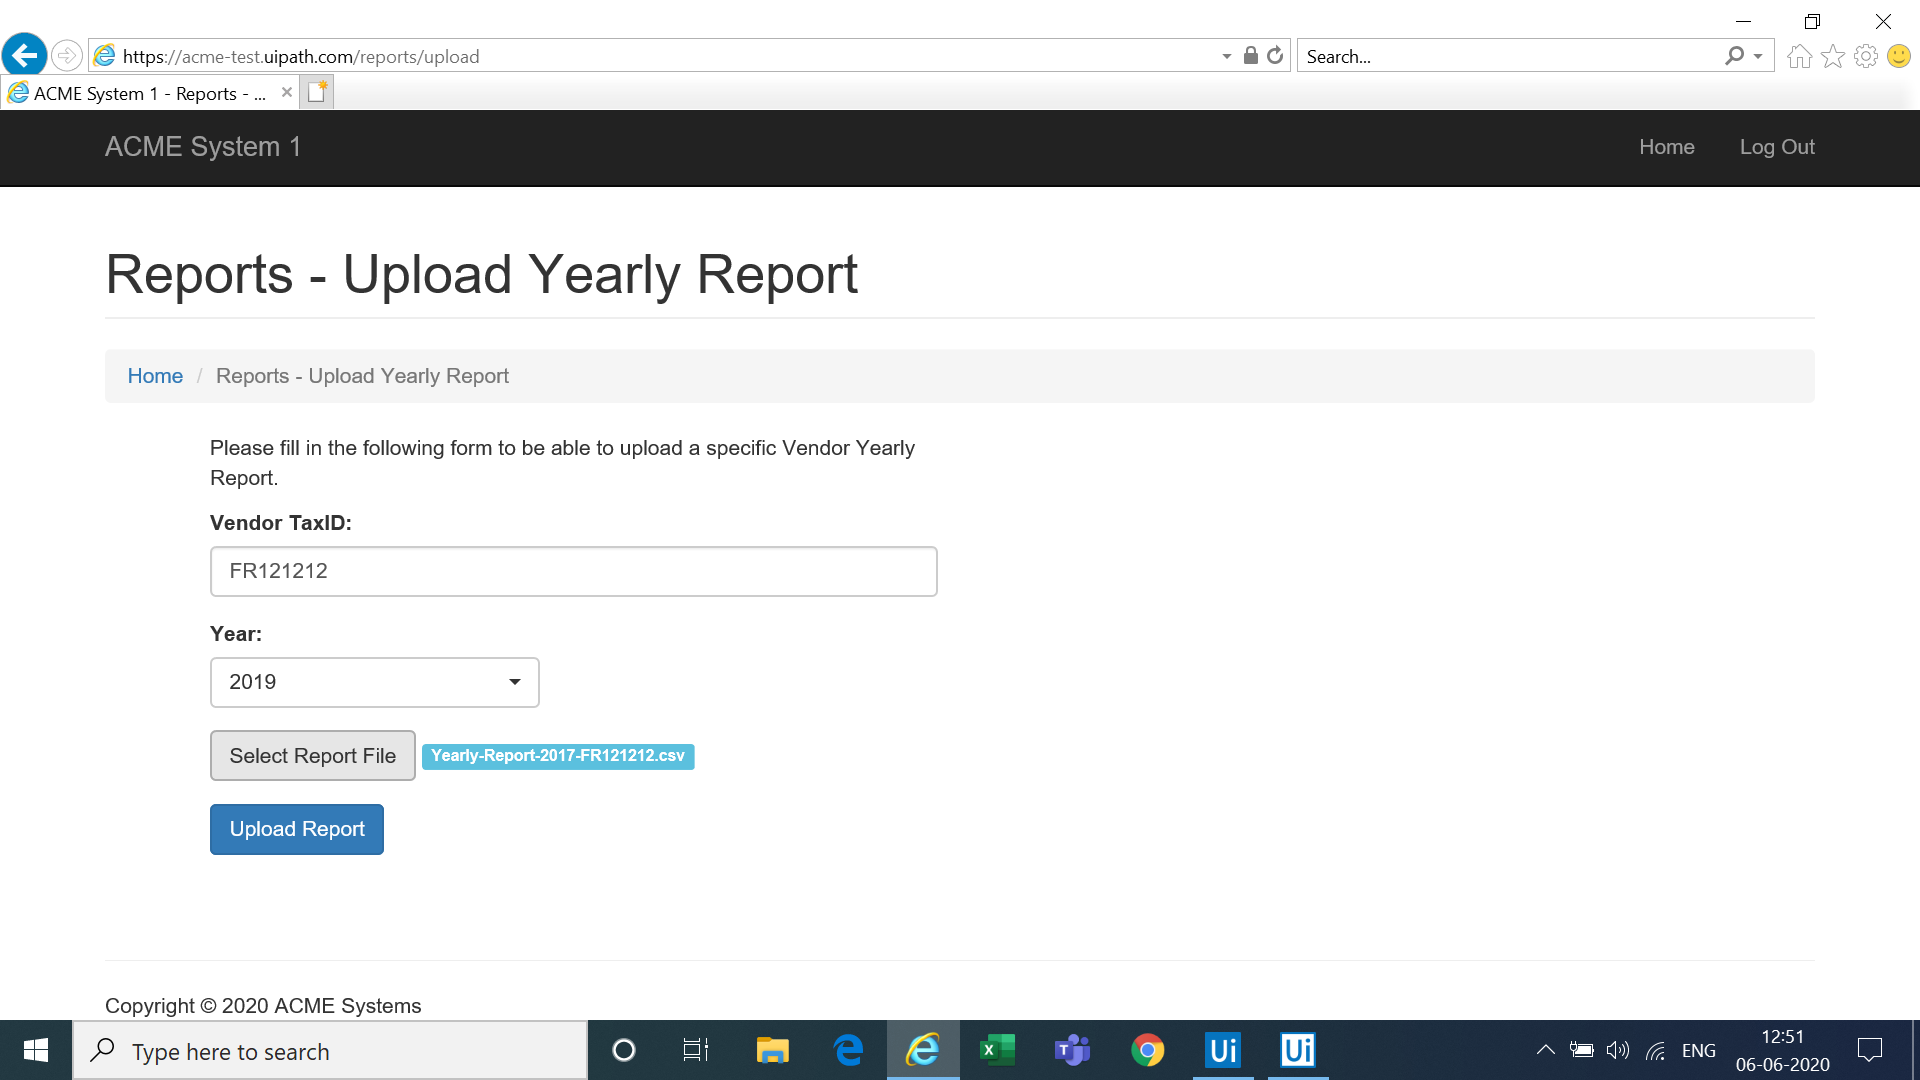 https://acme-test.uipath.com/reports/upload
Search...
ACME System 1 - Reports - ...
ACME System 1
Home
Log Out
Reports - Upload Yearly Report
Home / Reports - Upload Yearly Report
Please fill in the following form to be able to upload a specific Vendor Yearly
Report.
Vendor TaxID:
FR121212
Year:
2019
Select Report File
Yearly-Report-2017-FR121212.csv
Upload Report
Copyright © 2020 ACME Systems
Type here to search
Ui
Ui
ENG
12:51
06-06-2020